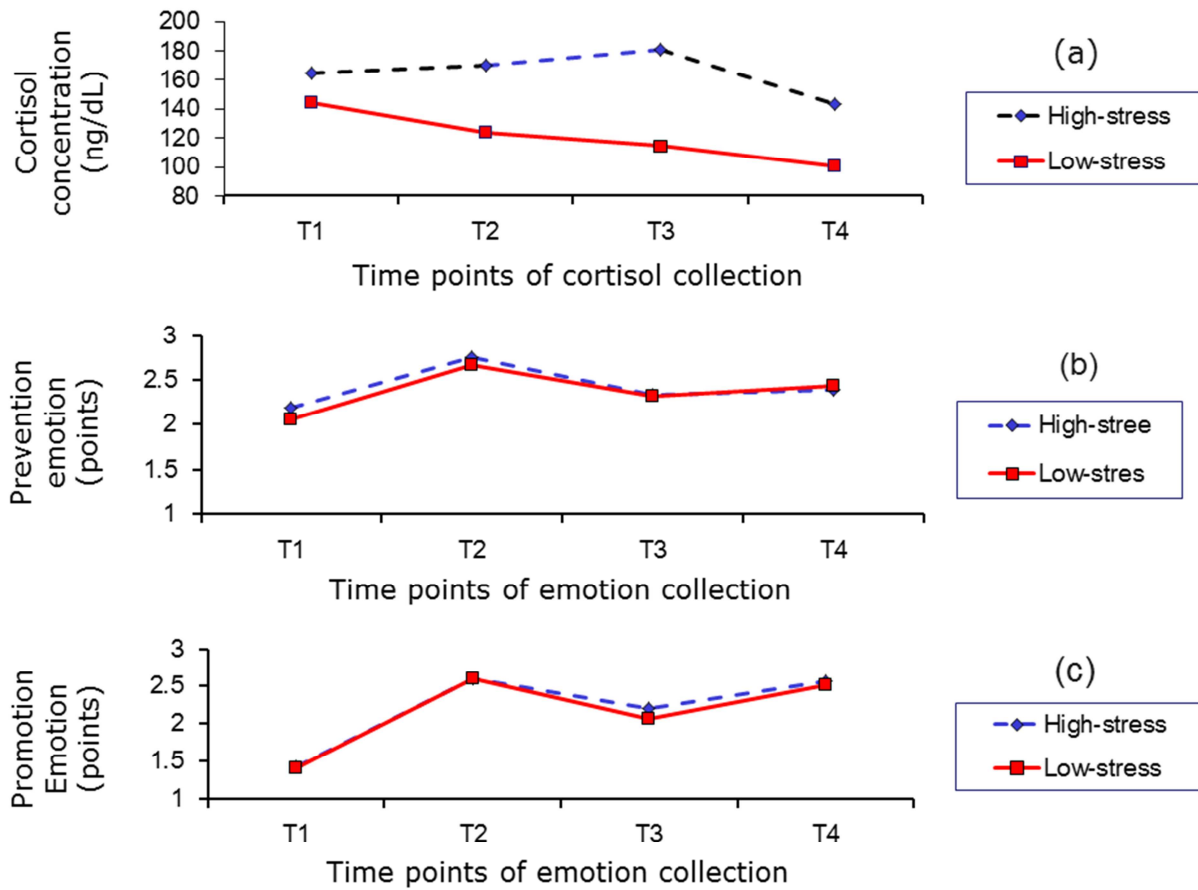 Cortisol
concentration
(ng/dL)
200
180
160
140
120
100
80
T1 T2 T3 T4
Time points of cortisol collection
(a)
High-stress
Low-stress
Prevention
emotion
(points)
3
2.5
2
1.5
1
T1 T2 T3 T4
Time points of emotion collection
(b)
High-stree
Low-stres
Promotion
Emotion
(points)
3
2.5
2
1.5
1
T1 T2 T3 T4
Time points of emotion collection
(c)
High-stress
Low-stress